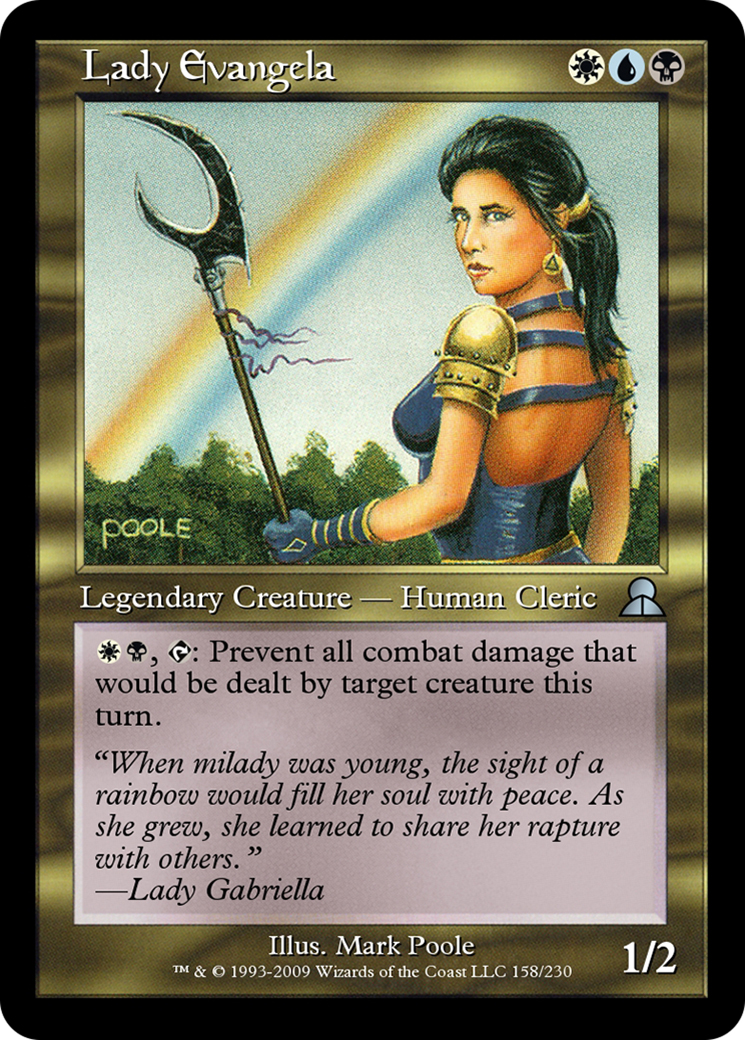 Lady Evangela
POOLE
Legendary Creature — Human Cleric
, : Prevent all combat damage that
would be dealt by target creature this
turn.
“When milady was young, the sight of a
rainbow would fill her soul with peace. As
she grew, she learned to share her rapture
with others.”
—Lady Gabriella
Illus. Mark Poole
™ & © 1993-2009 Wizards of the Coast LLC 158/230
1/2